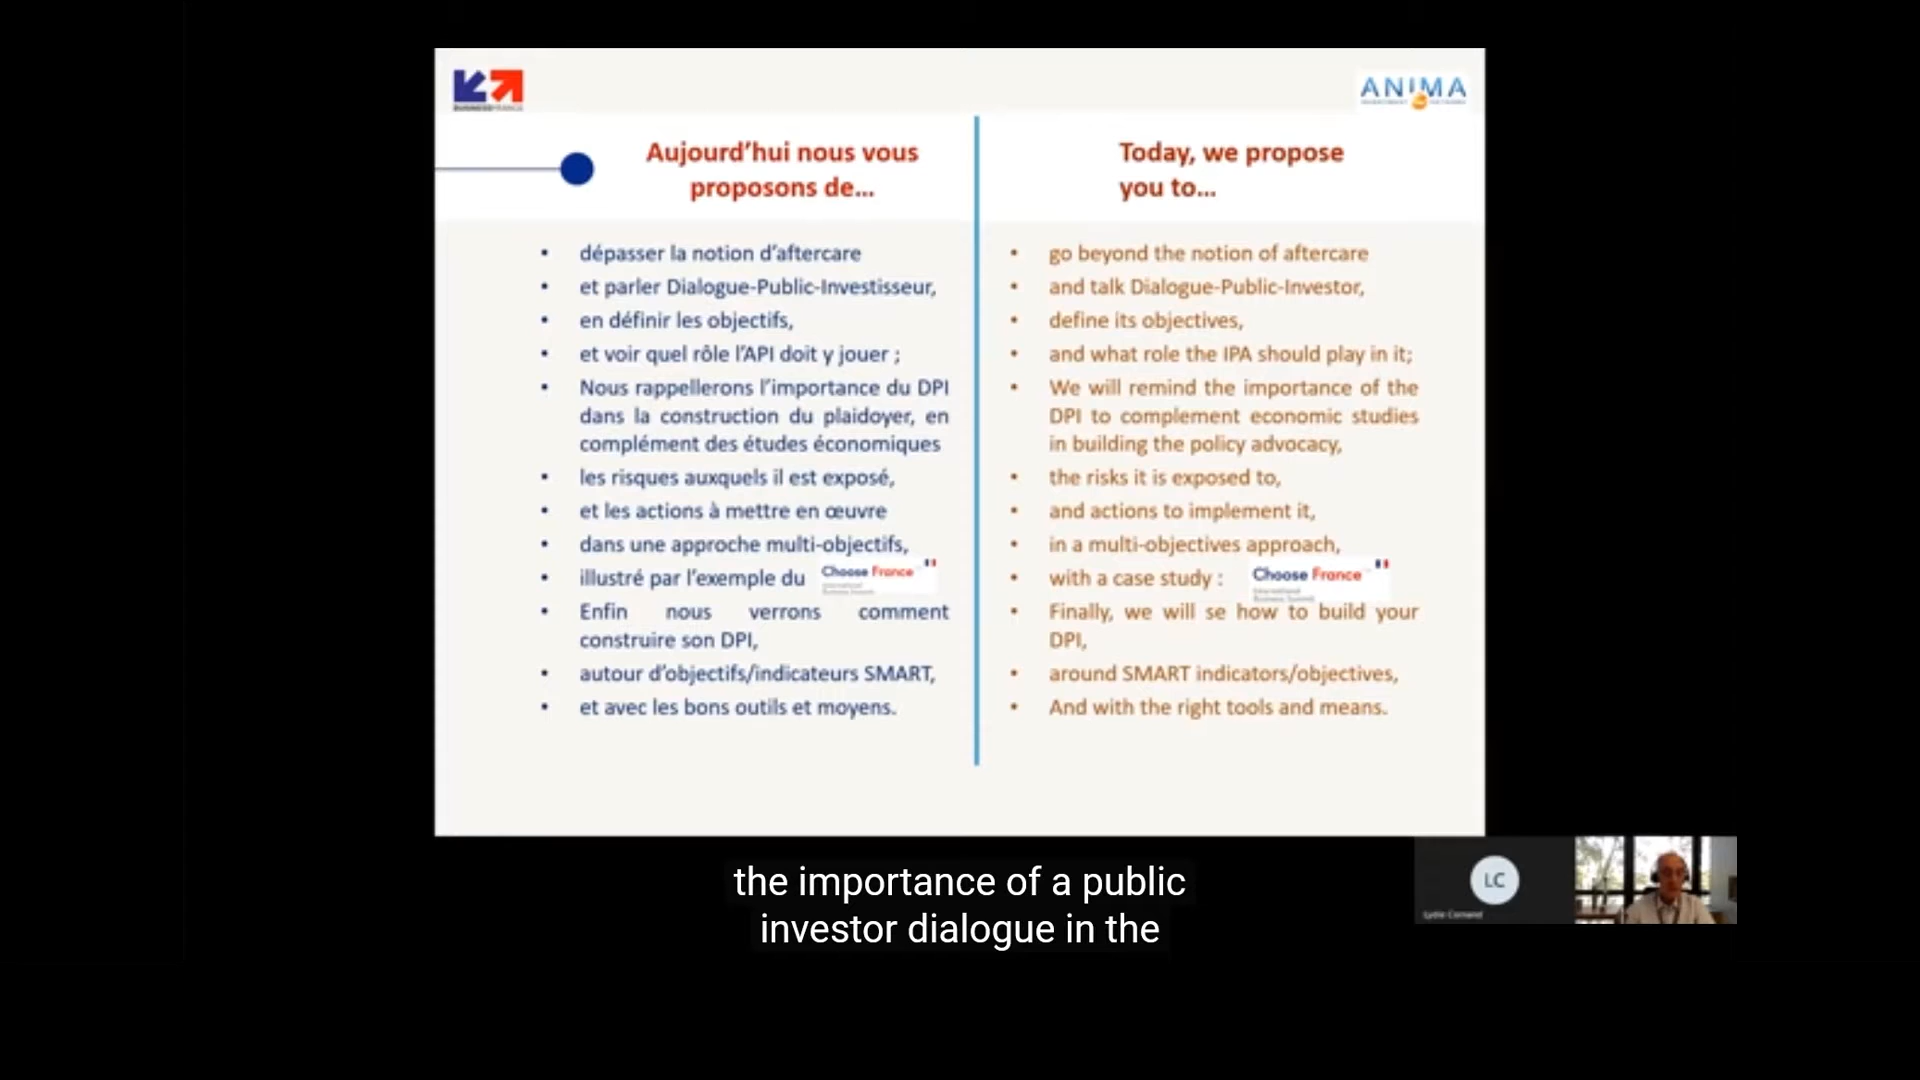 BUSINESS FRANCE
ANIMA
Aujourd'hui nous vous
proposons de...
• dépasser la notion d'aftercare
• et parler Dialogue-Public-Investisseur,
• en définir les objectifs,
• et voir quel rôle l'API doit y jouer ;
• Nous rappellerons l'importance du DPI
dans la construction du plaidoyer, en
complément des études économiques
• les risques auxquels il est exposé,
• et les actions à mettre en œuvre
• dans une approche multi-objectifs,
• illustré par l'exemple du Choose France
International
Business Summit
• Enfin nous verrons comment
construire son DPI,
• autour d'objectifs/indicateurs SMART,
• et avec les bons outils et moyens.
Today, we propose
you to...
• go beyond the notion of aftercare
• and talk Dialogue-Public-Investor,
• define its objectives,
• and what role the IPA should play in it;
• We will remind the importance of the
DPI to complement economic studies
in building the policy advocacy,
• the risks it is exposed to,
• and actions to implement it,
• in a multi-objectives approach,
• with a case study : Choose France
International
Business Summit
• Finally, we will se how to build your
DPI,
• around SMART indicators/objectives,
• And with the right tools and means.
LC
the importance of a public
investor dialogue in the